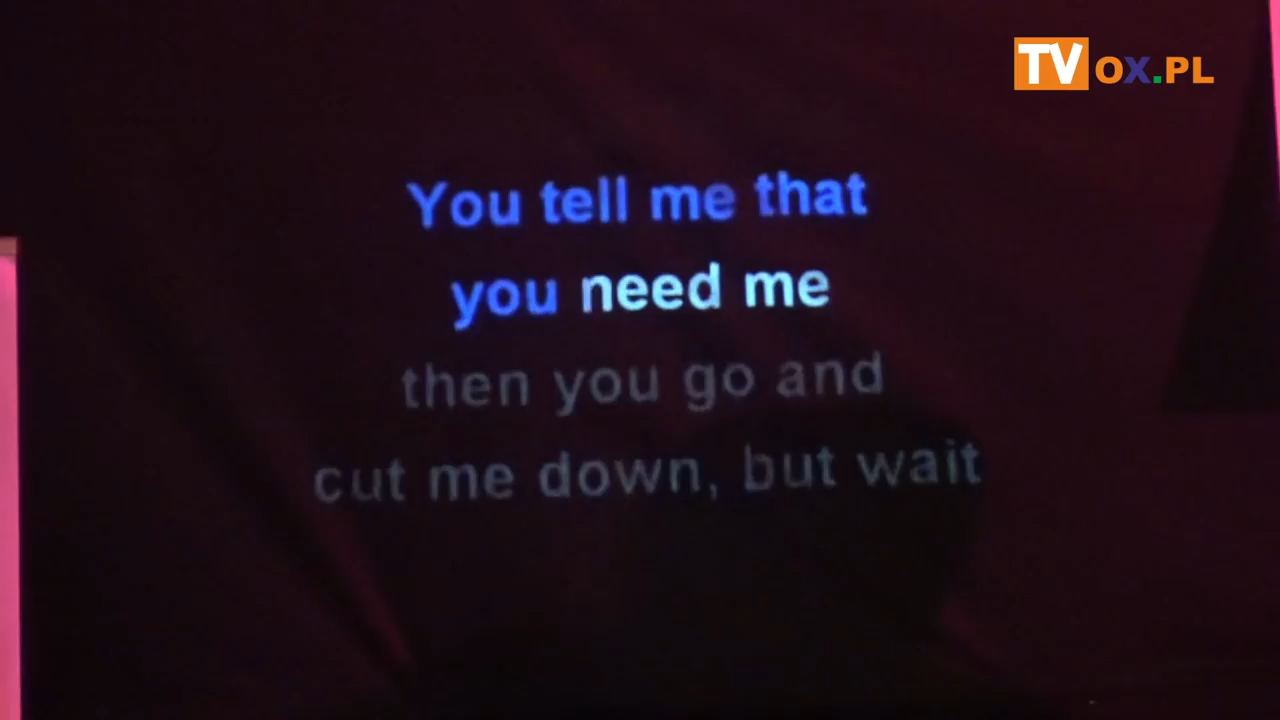 TVOX.PL
You tell me that
you need me
then you go and
cut me down, but wait